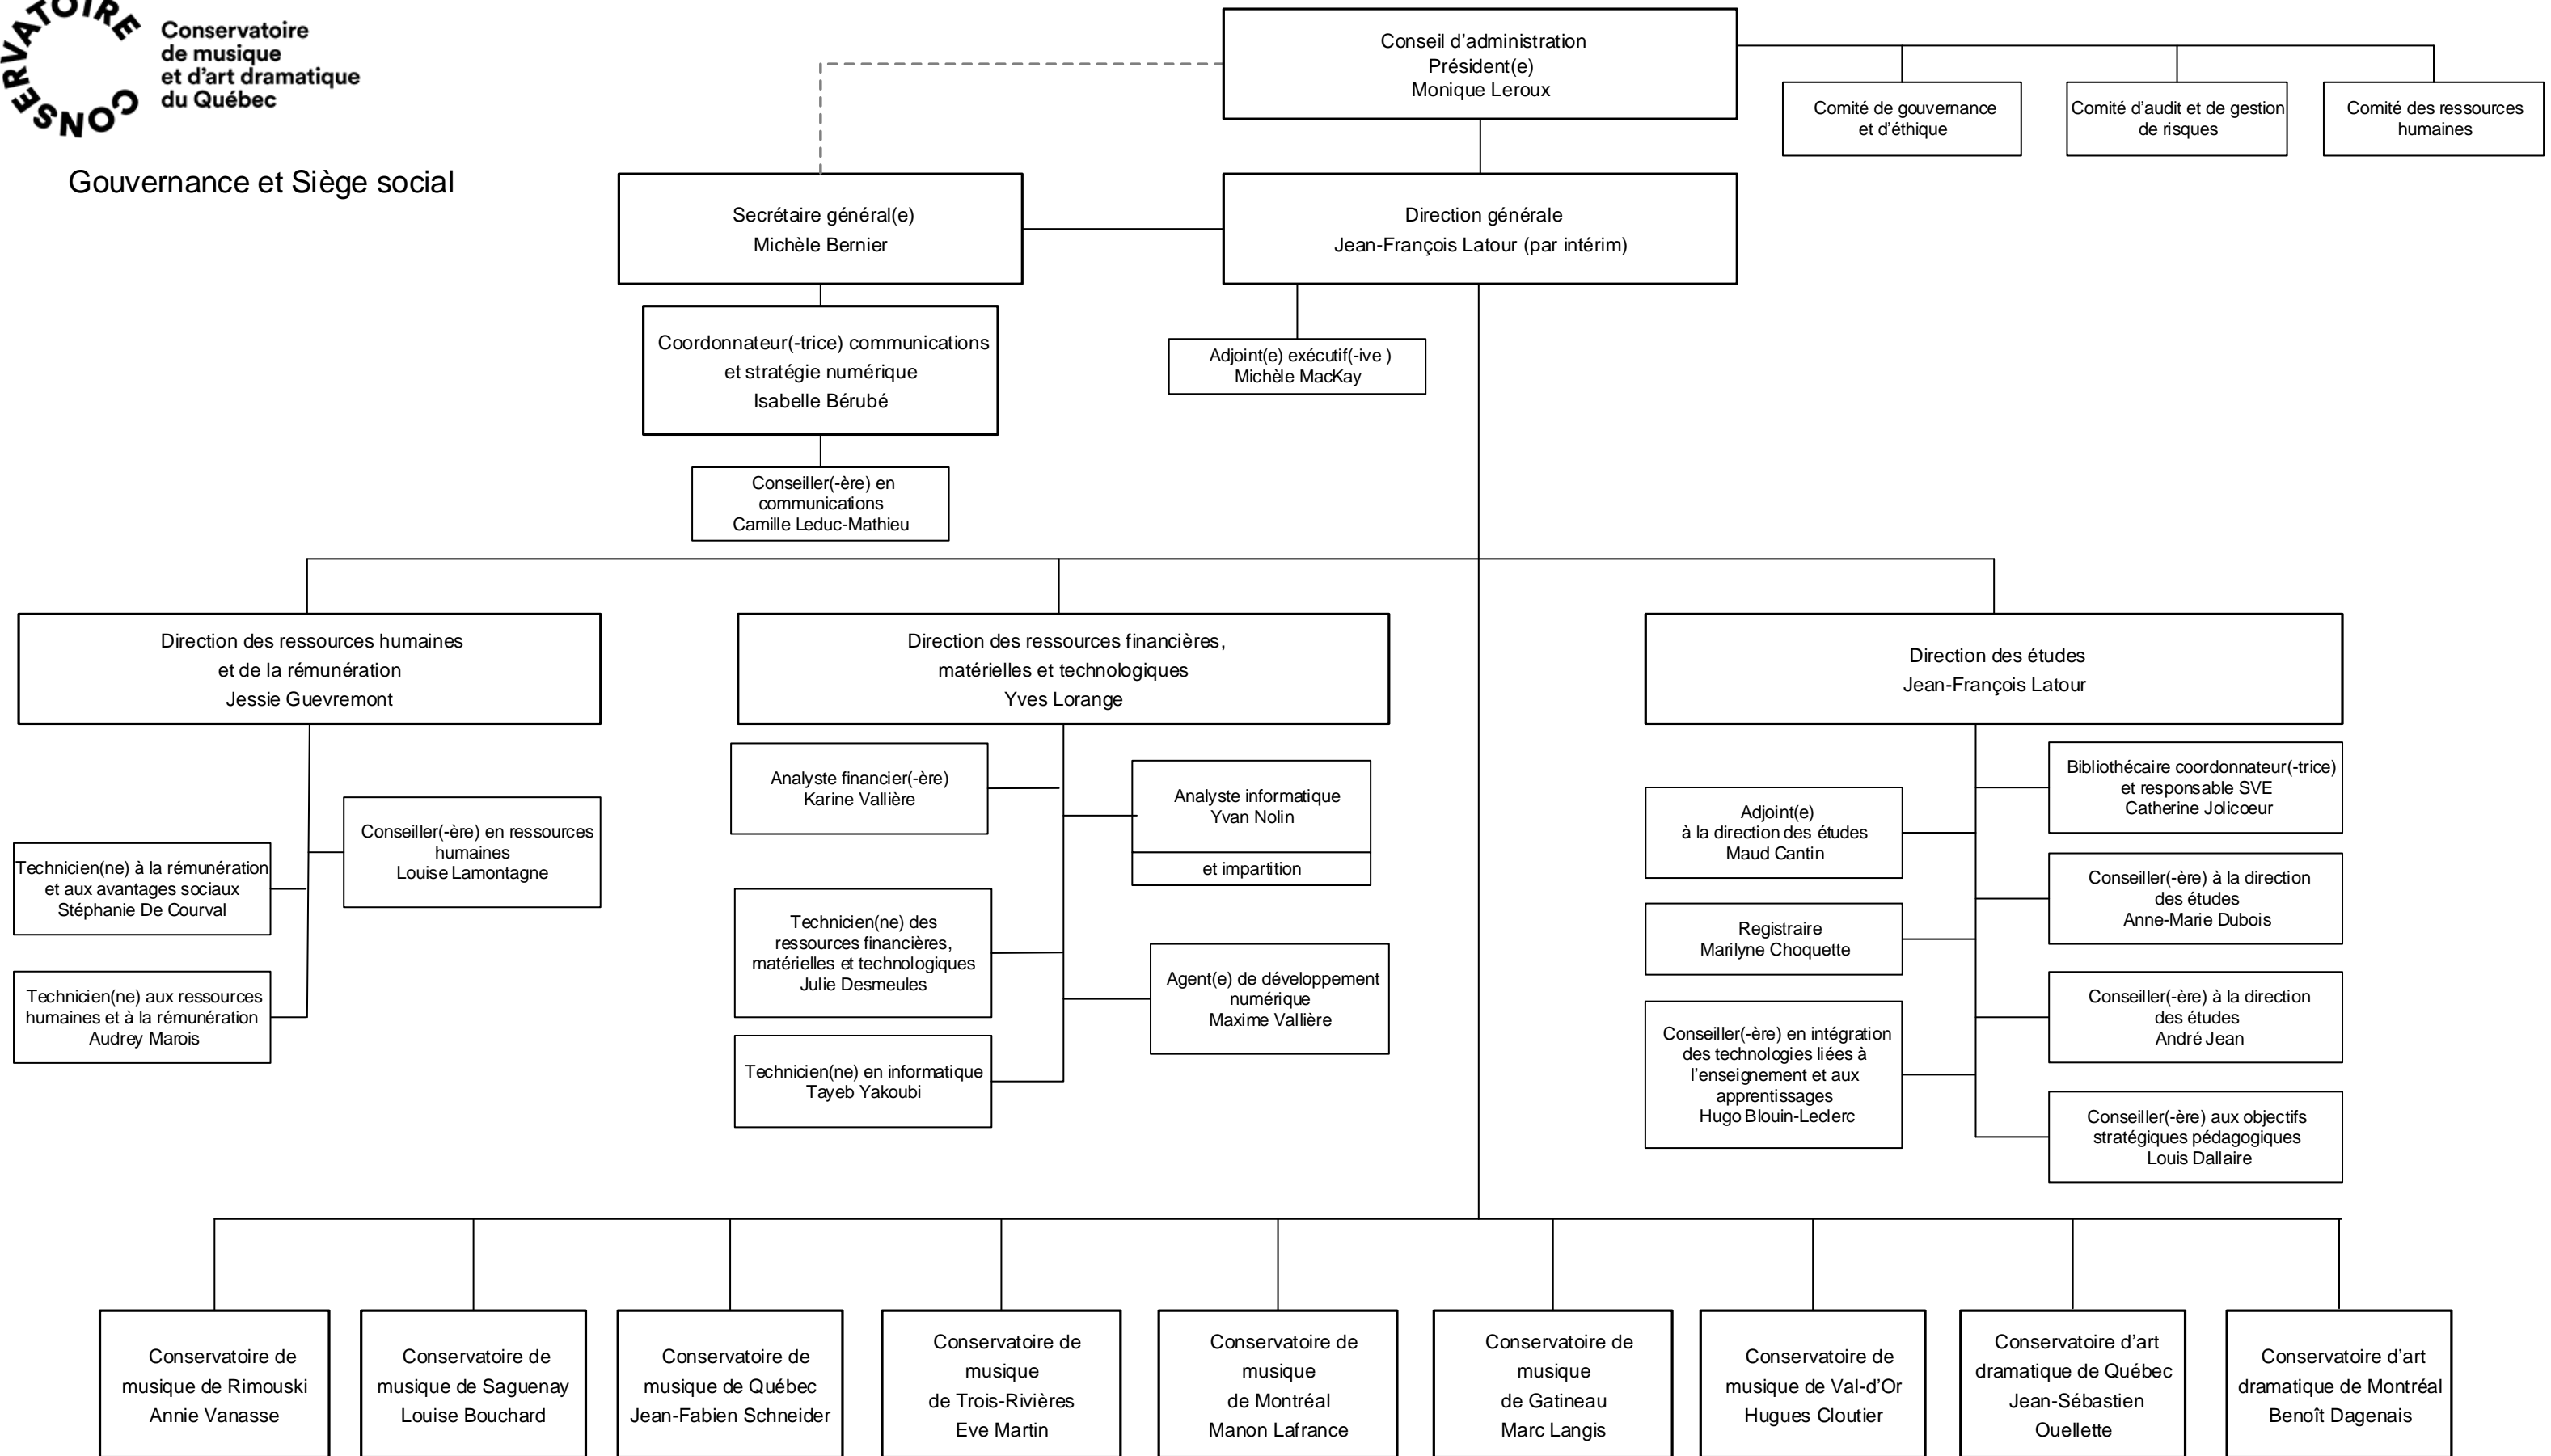 CONSERVATOIRE
Conservatoire
de musique
et d'art dramatique
du Québec
Gouvernance et Siège social
Conseil d'administration
Président(e)
Monique Leroux
Comité de gouvernance
et d'éthique
Comité d'audit et de gestion
de risques
Comité des ressources
humaines
Secrétaire général(e)
Michèle Bernier
Direction générale
Jean-François Latour (par intérim)
Coordonnateur(-trice) communications
et stratégie numérique
Isabelle Bérubé
Adjoint(e) exécutif(-ive )
Michèle MacKay
Conseiller(-ère) en
communications
Camille Leduc-Mathieu
Direction des ressources humaines
et de la rémunération
Jessie Guevremont
Direction des ressources financières,
matérielles et technologiques
Yves Lorange
Direction des études
Jean-François Latour
Conseiller(-ère) en ressources
humaines
Louise Lamontagne
Technicien(ne) à la rémunération
et aux avantages sociaux
Stéphanie De Courval
Technicien(ne) aux ressources
humaines et à la rémunération
Audrey Marois
Analyste financier(-ère)
Karine Vallière
Analyste informatique
Yvan Nolin
et impartition
Technicien(ne) des
ressources financières,
matérielles et technologiques
Julie Desmeules
Agent(e) de développement
numérique
Maxime Vallière
Technicien(ne) en informatique
Tayeb Yakoubi
Bibliothécaire coordonnateur(-trice)
et responsable SVE
Catherine Jolicoeur
Adjoint(e)
à la direction des études
Maud Cantin
Conseiller(-ère) à la direction
des études
Anne-Marie Dubois
Registraire
Marilyne Choquette
Conseiller(-ère) à la direction
des études
André Jean
Conseiller(-ère) en intégration
des technologies liées à
l'enseignement et aux
apprentissages
Hugo Blouin-Leclerc
Conseiller(-ère) aux objectifs
stratégiques pédagogiques
Louis Dallaire
Conservatoire de
musique de Rimouski
Annie Vanasse
Conservatoire de
musique de Saguenay
Louise Bouchard
Conservatoire de
musique de Québec
Jean-Fabien Schneider
Conservatoire de
musique
de Trois-Rivières
Eve Martin
Conservatoire de
musique
de Montréal
Manon Lafrance
Conservatoire de
musique
de Gatineau
Marc Langis
Conservatoire de
musique de Val-d'Or
Hugues Cloutier
Conservatoire d'art
dramatique de Québec
Jean-Sébastien
Ouellette
Conservatoire d'art
dramatique de Montréal
Benoît Dagenais